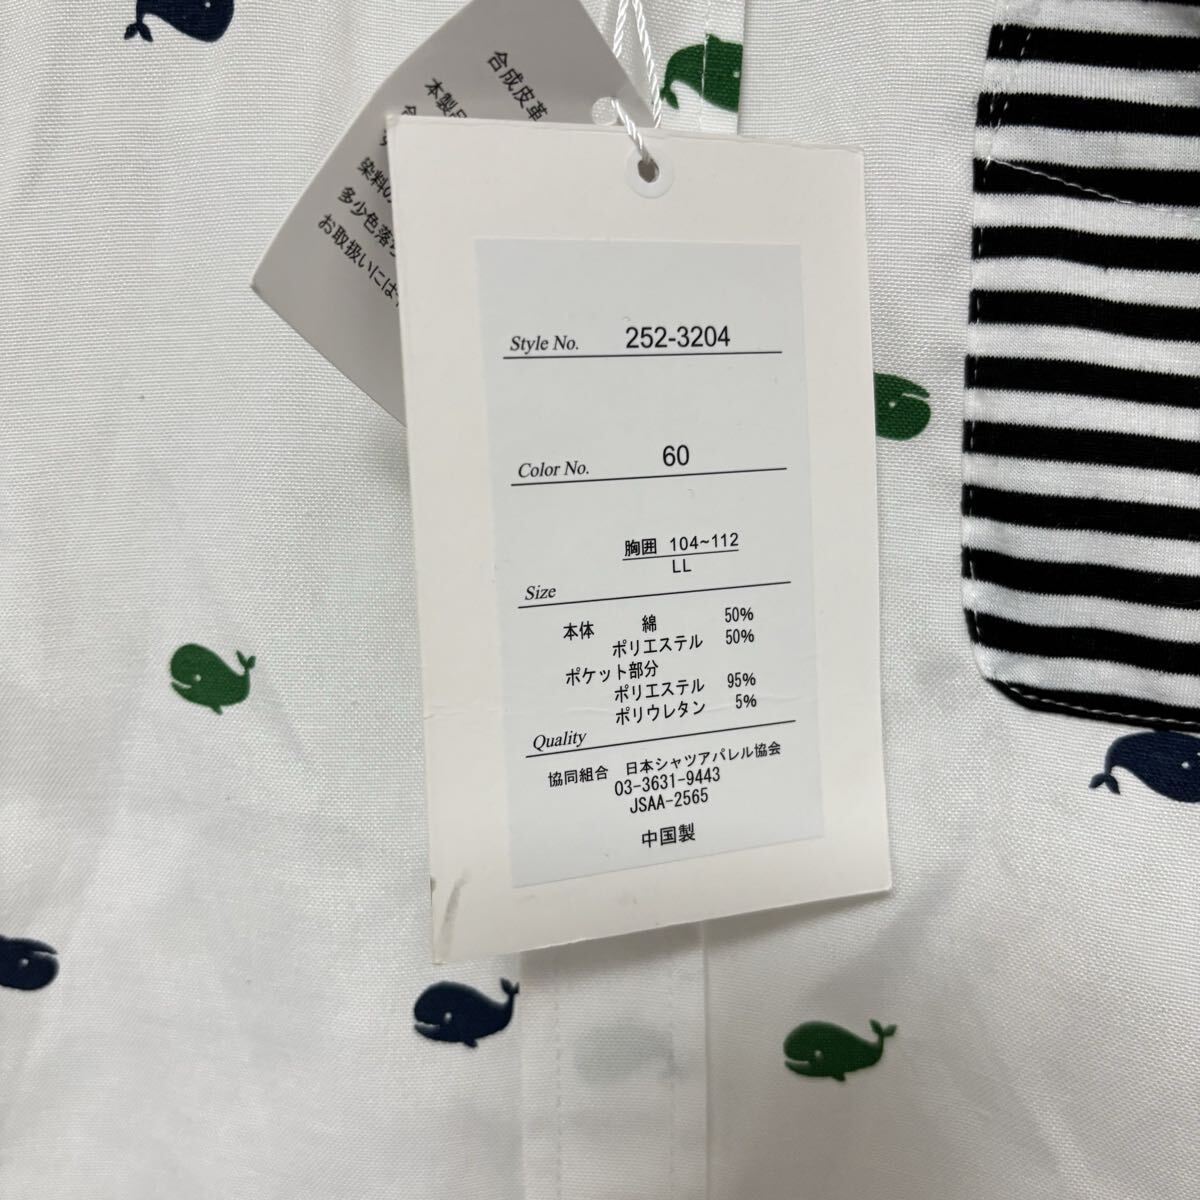 合成皮革
本製品
染料の
多少色落ち
お取扱いには
Style No. 252-3204
Color No. 60
胸囲 104~112
LL
Size
本体 綿 50%
ポリエステル 50%
ポケット部分
ポリエステル 95%
ポリウレタン 5%
Quality
協同組合 日本シャツアパレル協会
03-3631-9443
JSAA-2565
中国製